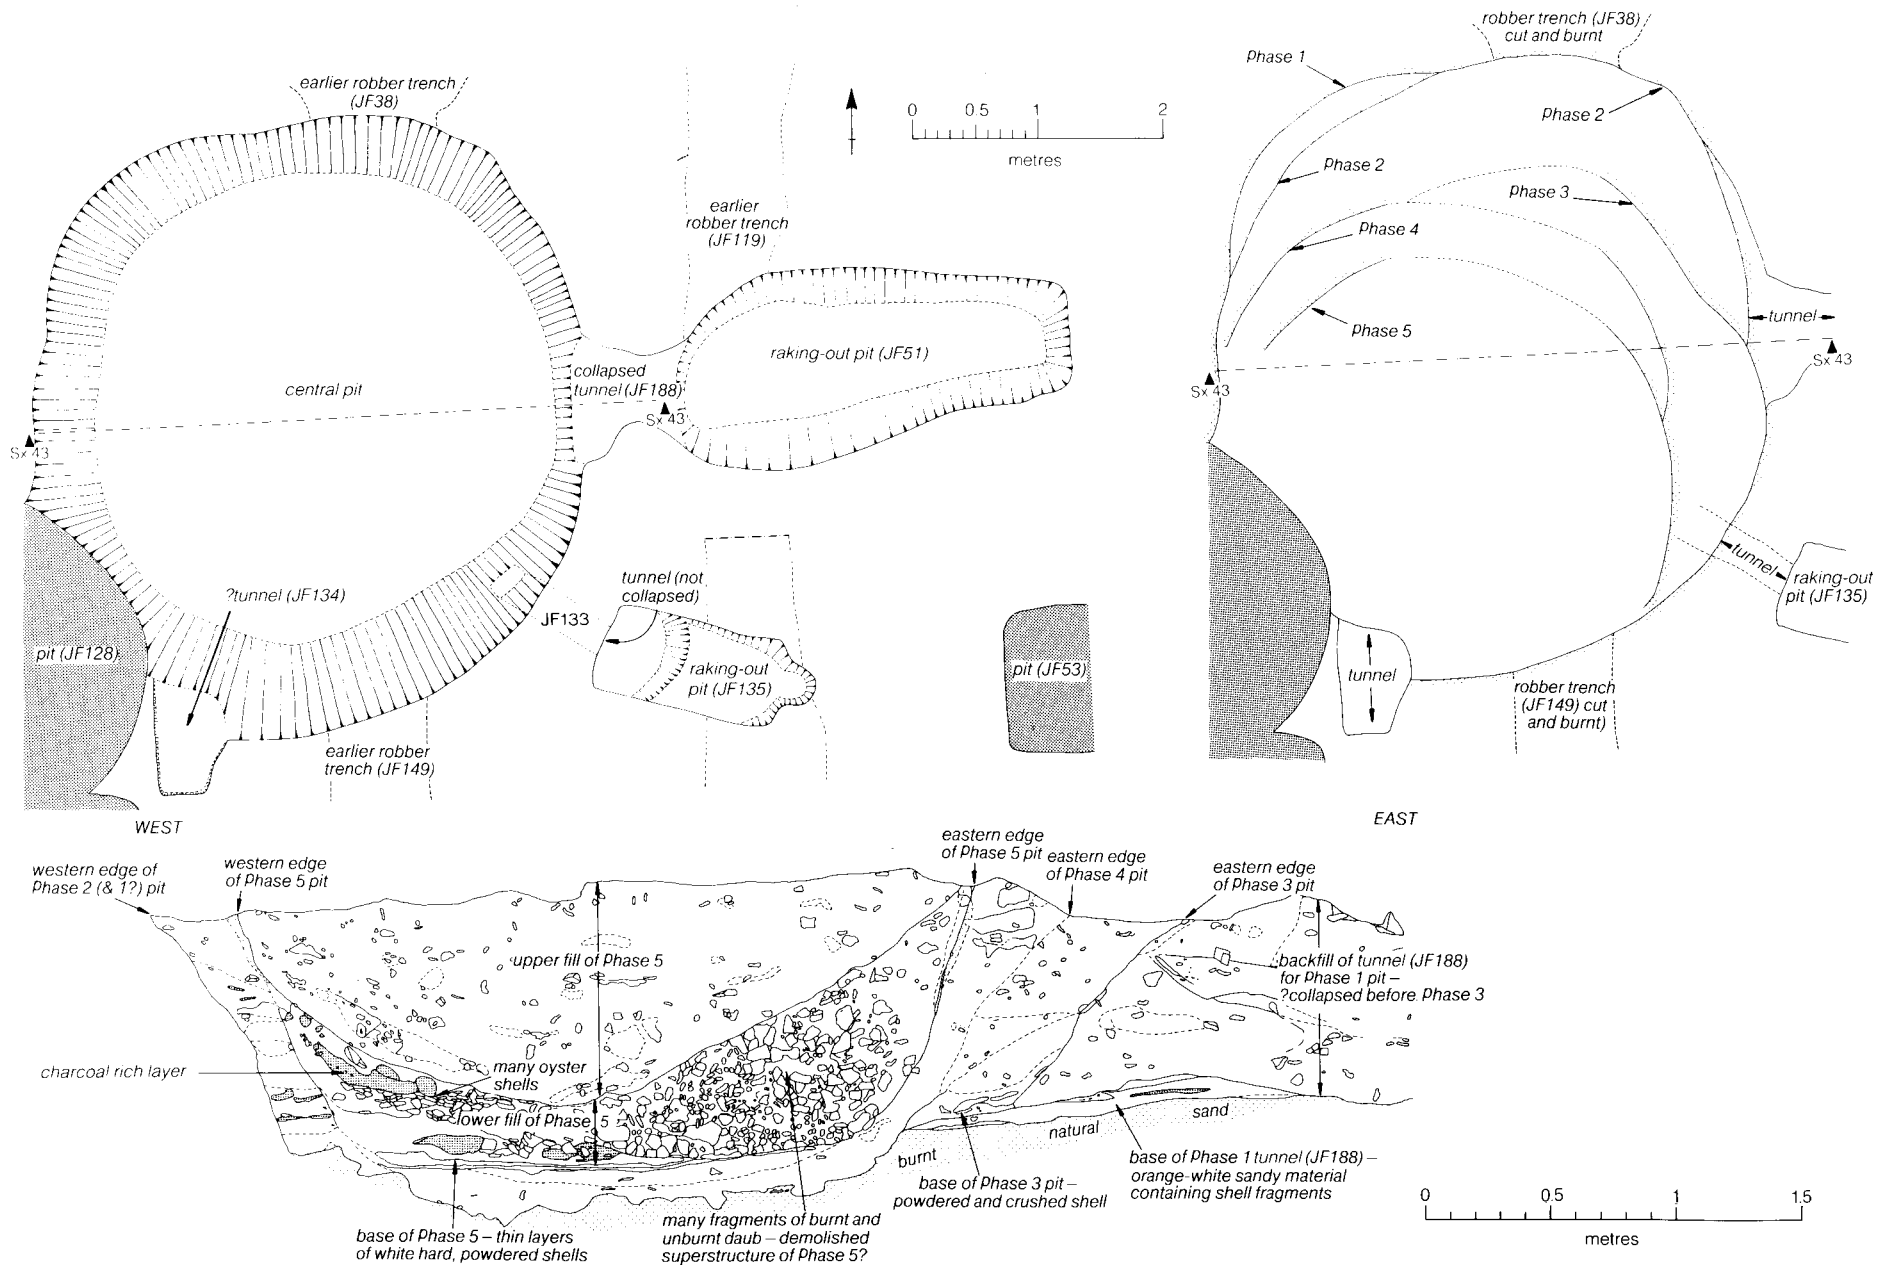 earlier robber trench
(JF38)
0 0.5 1 2
metres
earlier
robber trench
(JF119)
central pit
collapsed
tunnel (JF188)
raking-out pit (JF51)
Sx 43
Sx 43
?tunnel (JF134)
pit (JF128)
tunnel (not
collapsed)
JF133
raking-out
pit (JF135)
pit (JF53)
earlier robber
trench (JF149)
robber trench (JF38)
cut and burnt
Phase 1
Phase 2
Phase 2
Phase 3
Phase 4
Phase 5
tunnel
Sx 43
Sx 43
tunnel
raking-out
pit (JF135)
tunnel
robber trench
(JF149) cut
and burnt)
WEST
EAST
western edge of
Phase 2 (& 1?) pit
western edge
of Phase 5 pit
eastern edge
of Phase 5 pit
eastern edge
of Phase 4 pit
eastern edge
of Phase 3 pit
upper fill of Phase 5
backfill of tunnel (JF188)
for Phase 1 pit –
?collapsed before Phase 3
charcoal rich layer
many oyster
shells
lower fill of Phase 5
sand
natural
burnt
base of Phase 5 – thin layers
of white hard, powdered shells
many fragments of burnt and
unburnt daub – demolished
superstructure of Phase 5?
base of Phase 3 pit –
powdered and crushed shell
base of Phase 1 tunnel (JF188) –
orange-white sandy material
containing shell fragments
0 0.5 1 1.5
metres